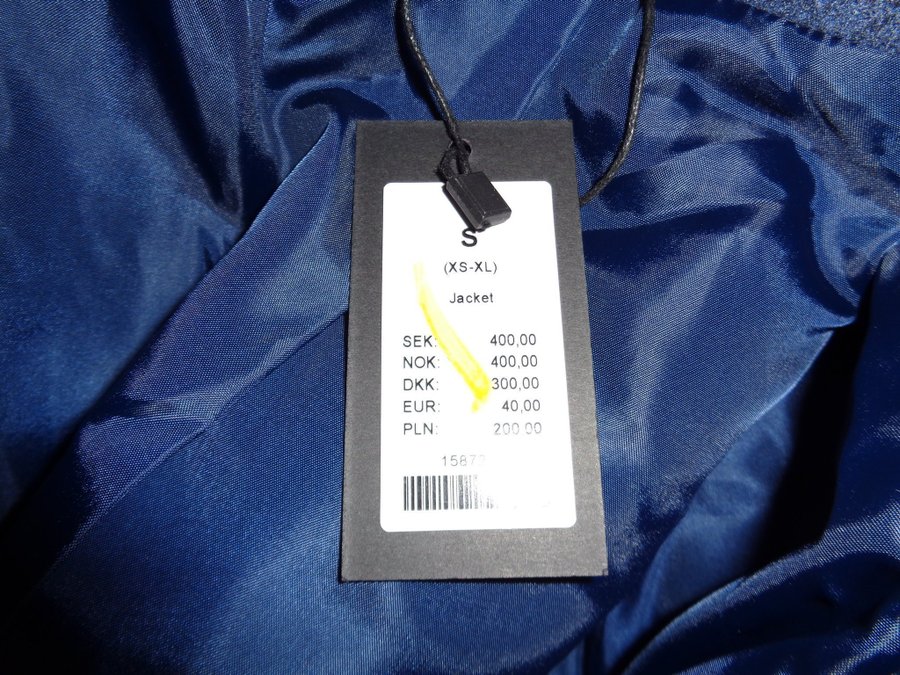 S
(XS-XL)
Jacket
SEK: 400,00
NOK: 400,00
DKK: 300,00
EUR: 40,00
PLN: 200 00